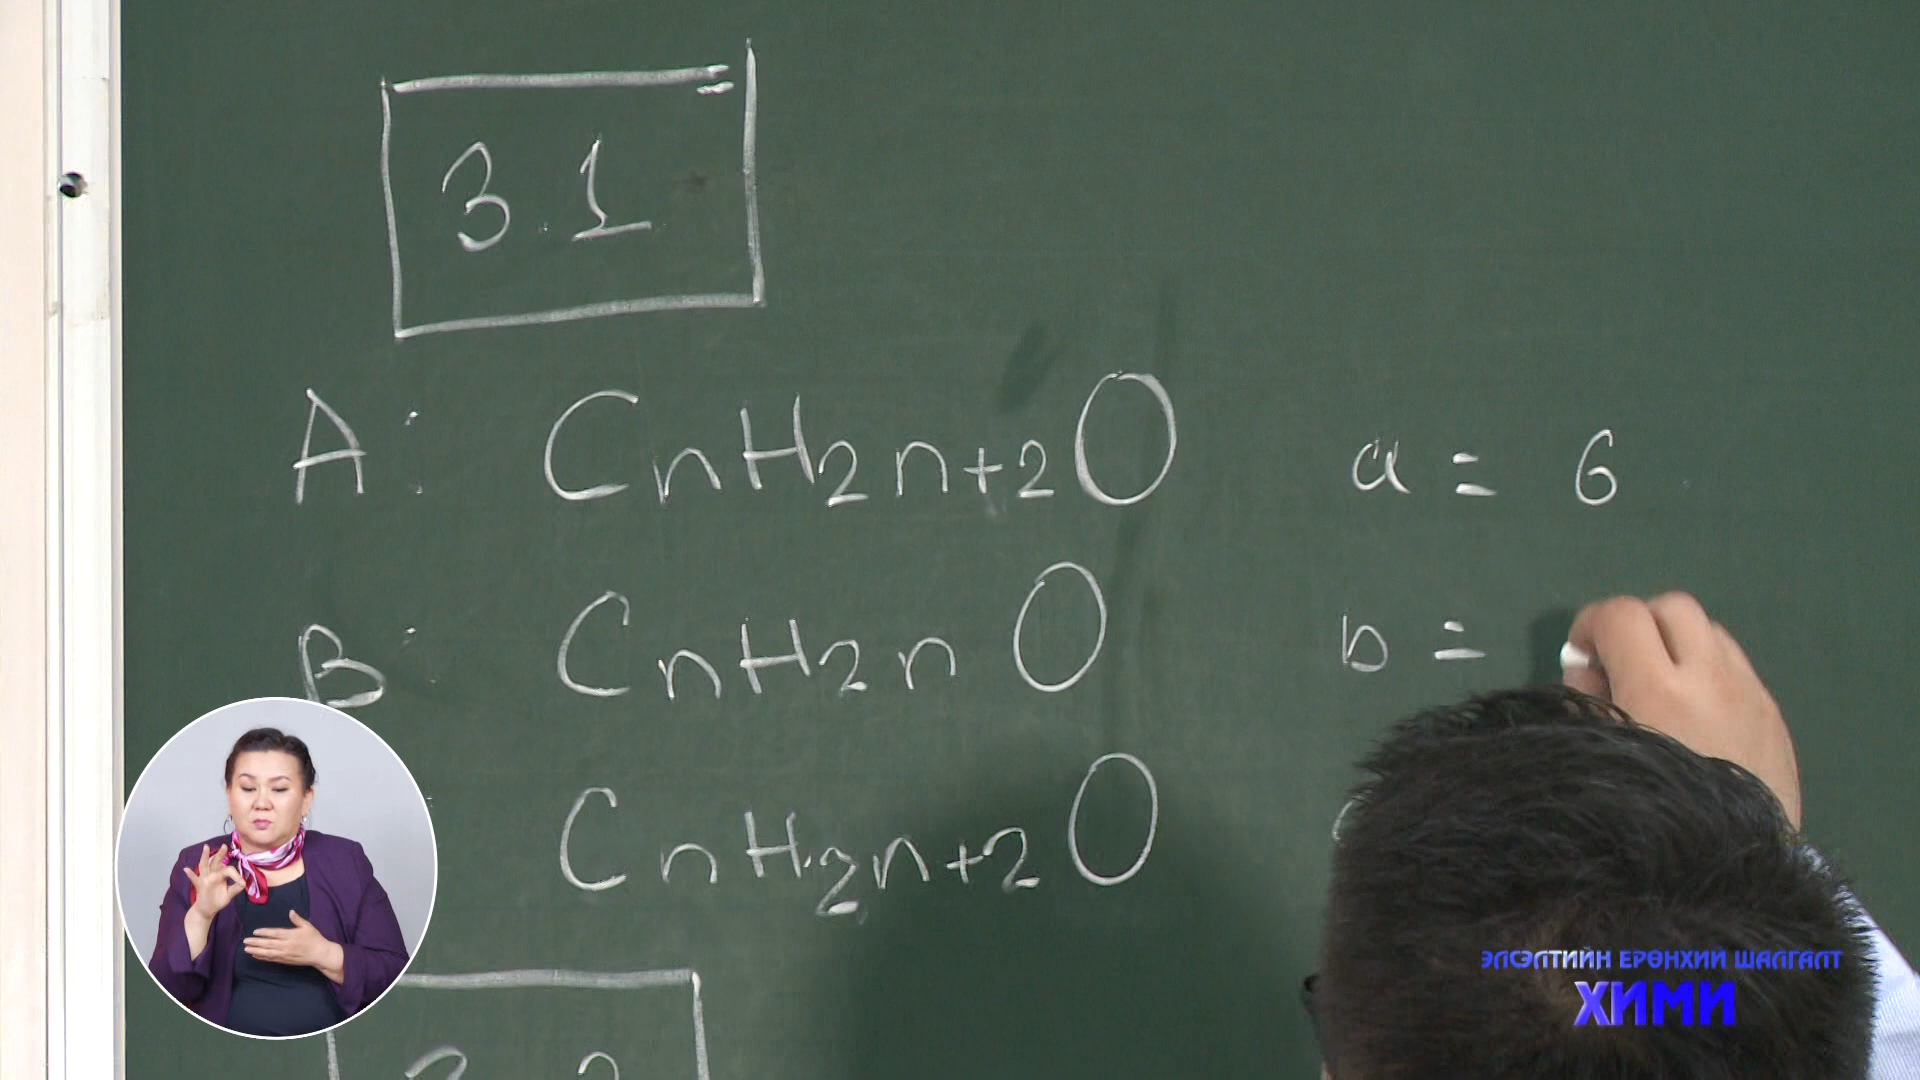 3.1
A: CnH2n+2O a = 6
B: CnH2nO b =
CnH2n+2O
ЭЛСЭЛТИЙН ЕРӨНХИЙ ШАЛГАЛТ
ХИМИ